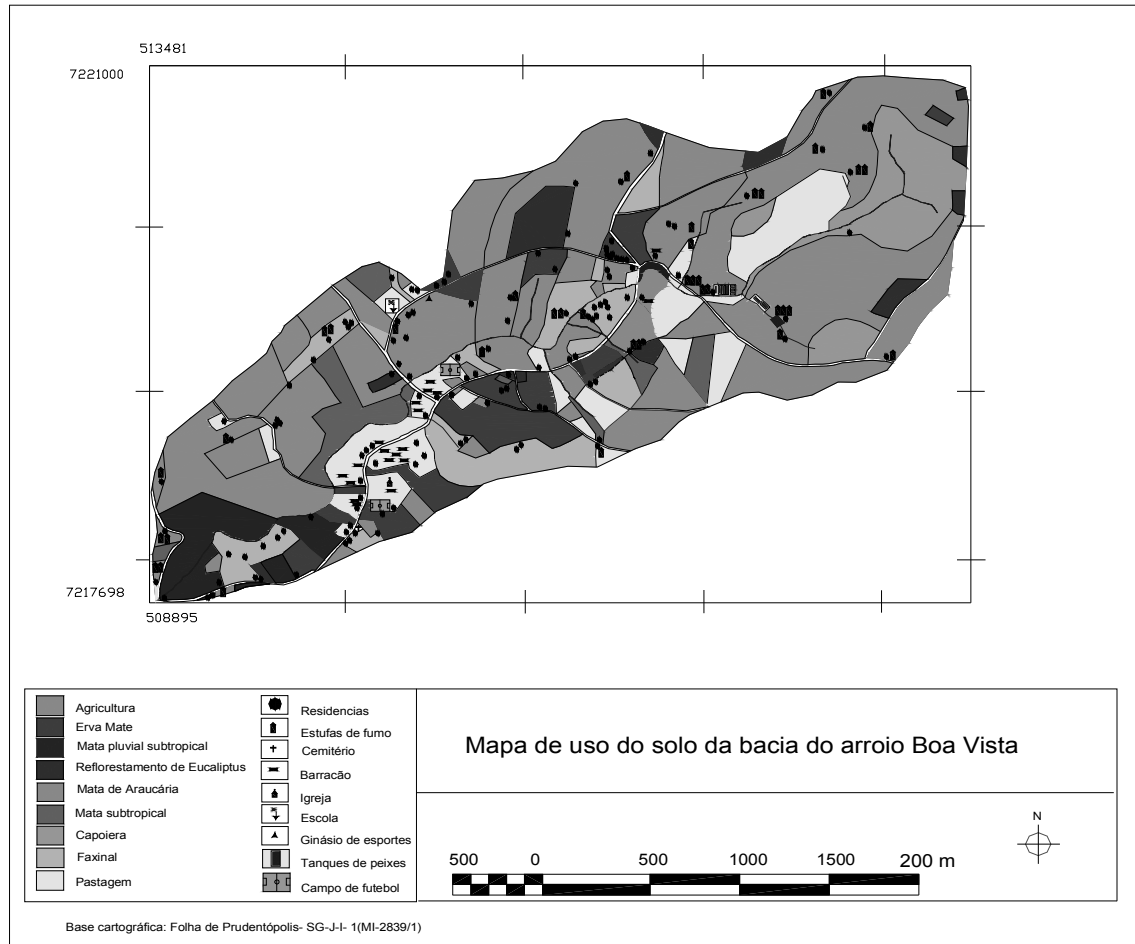 513481
7221000
7217698
508895
Agricultura
Erva Mate
Mata pluvial subtropical
Reflorestamento de Eucaliptus
Mata de Araucária
Mata subtropical
Capoiera
Faxinal
Pastagem
Residencias
Estufas de fumo
Cemitério
Barracão
Igreja
Escola
Ginásio de esportes
Tanques de peixes
Campo de futebol
Mapa de uso do solo da bacia do arroio Boa Vista
N
500 0 500 1000 1500 200 m
Base cartográfica: Folha de Prudentópolis- SG-J-I- 1(MI-2839/1)